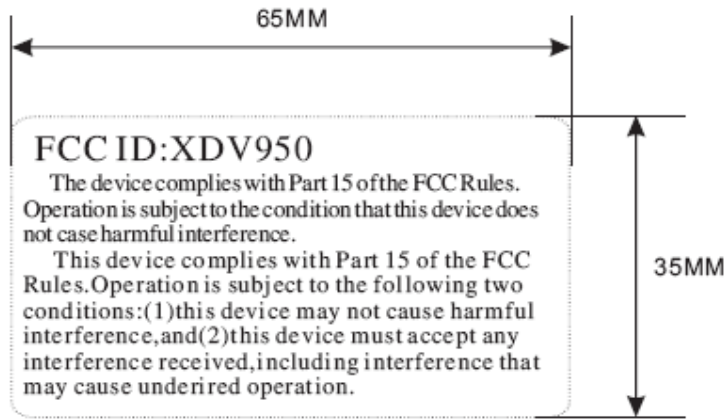 65MM
FCC ID:XDV950
The device complies with Part 15 of the FCC Rules.
Operation is subject to the condition that this device does
not case harmful interference.
This device complies with Part 15 of the FCC
Rules.Operation is subject to the following two
conditions:(1)this device may not cause harmful
interference,and(2)this device must accept any
interference received,including interference that
may cause underired operation.
35MM